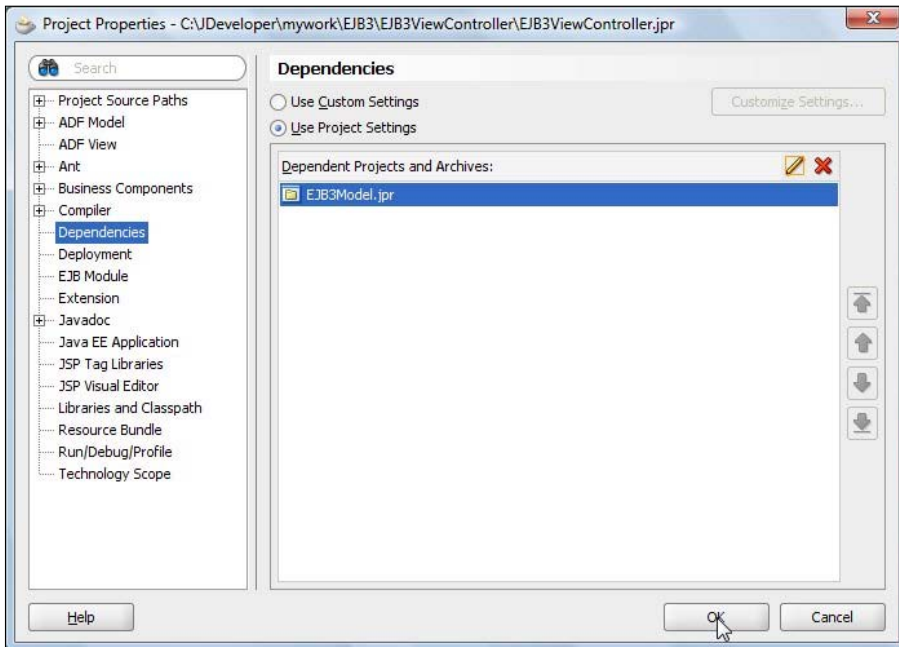 Project Properties - C:\JDeveloper\mywork\EJB3\EJB3ViewController\EJB3ViewController.jpr
Search
Project Source Paths
ADF Model
ADF View
Ant
Business Components
Compiler
Dependencies
Deployment
EJB Module
Extension
Javadoc
Java EE Application
JSP Tag Libraries
JSP Visual Editor
Libraries and Classpath
Resource Bundle
Run/Debug/Profile
Technology Scope
Dependencies
Use Custom Settings
Customize Settings...
Use Project Settings
Dependent Projects and Archives:
EJB3Model.jpr
Help
OK
Cancel